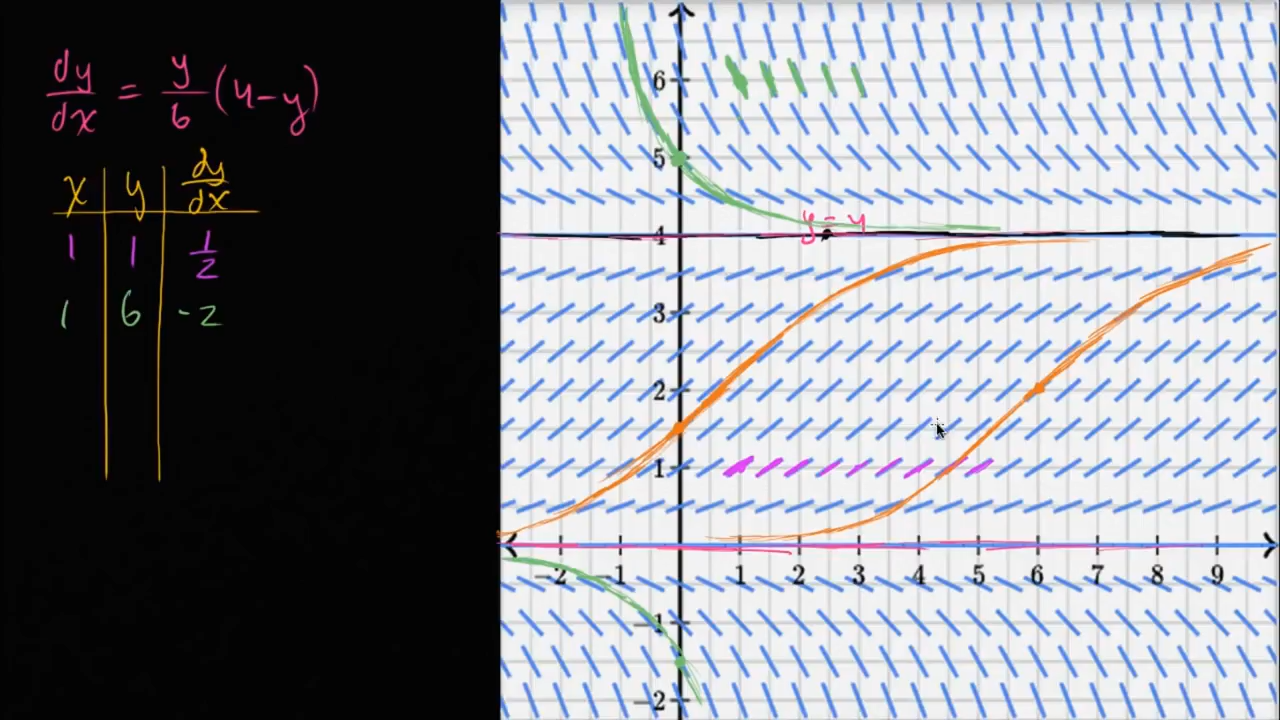 dy/dx = y/6 (4-y)
x y dy/dx
1 1 1/2
1 6 -2
6
5
y = 4
4
3
2
1
-2 -1 1 2 3 4 5 6 7 8 9
-1
-2